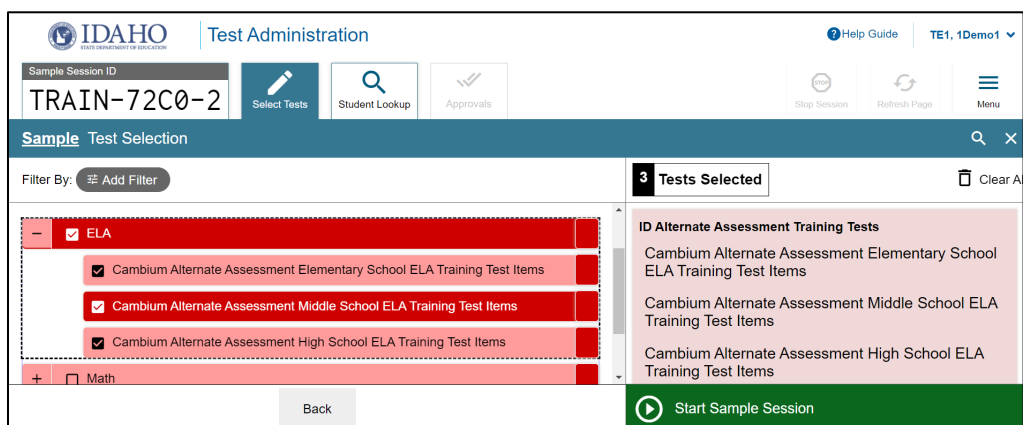 IDAHO
STATE DEPARTMENT OF EDUCATION
Test Administration
Help Guide
TE1, 1Demo1
Sample Session ID
TRAIN-72C0-2
Select Tests
Student Lookup
Approvals
STOP
Stop Session
Refresh Page
Menu
Sample Test Selection
Filter By: Add Filter
3 Tests Selected
Clear Al
ELA
Cambium Alternate Assessment Elementary School ELA Training Test Items
Cambium Alternate Assessment Middle School ELA Training Test Items
Cambium Alternate Assessment High School ELA Training Test Items
Math
ID Alternate Assessment Training Tests
Cambium Alternate Assessment Elementary School
ELA Training Test Items
Cambium Alternate Assessment Middle School ELA
Training Test Items
Cambium Alternate Assessment High School ELA
Training Test Items
Back
Start Sample Session